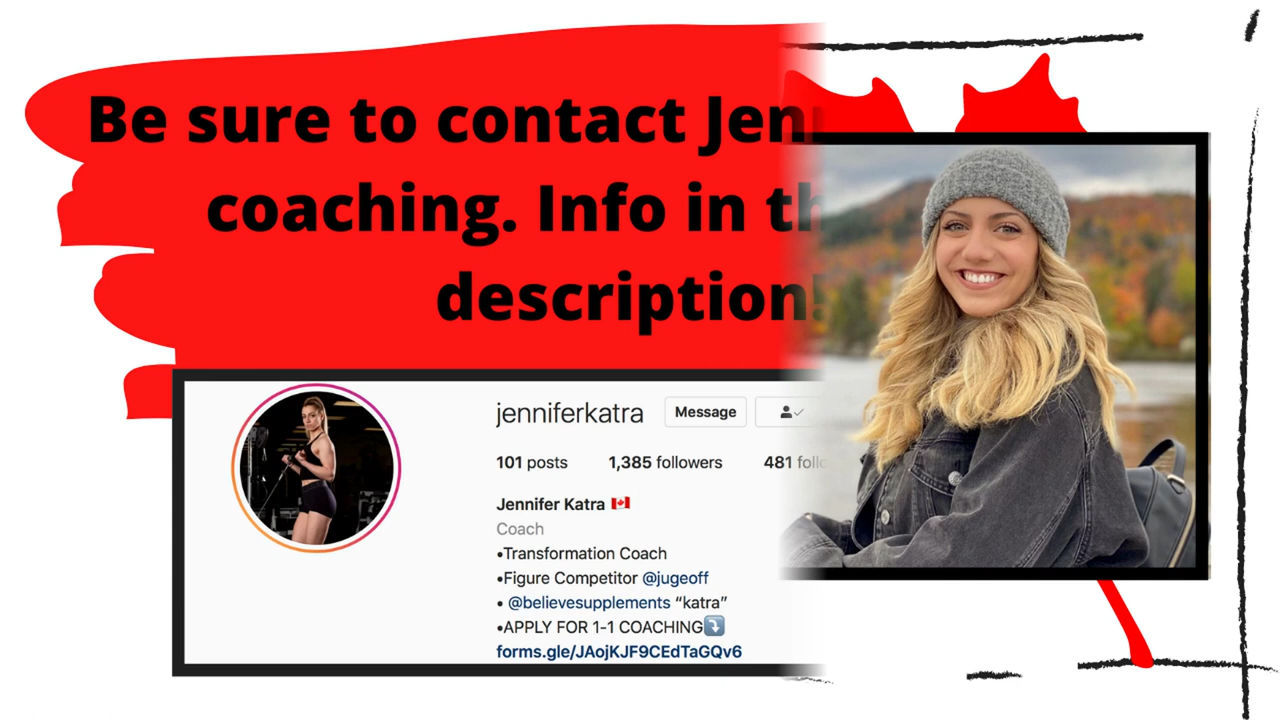 Be sure to contact Jen
coaching. Info in th
description!
jenniferkatra Message
101 posts 1,385 followers 481 follo
Jennifer Katra 🇨🇦
Coach
•Transformation Coach
•Figure Competitor @jugeoff
• @believesupplements “katra”
•APPLY FOR 1-1 COACHING⤵️
forms.gle/JAojKJF9CEdTaGQv6